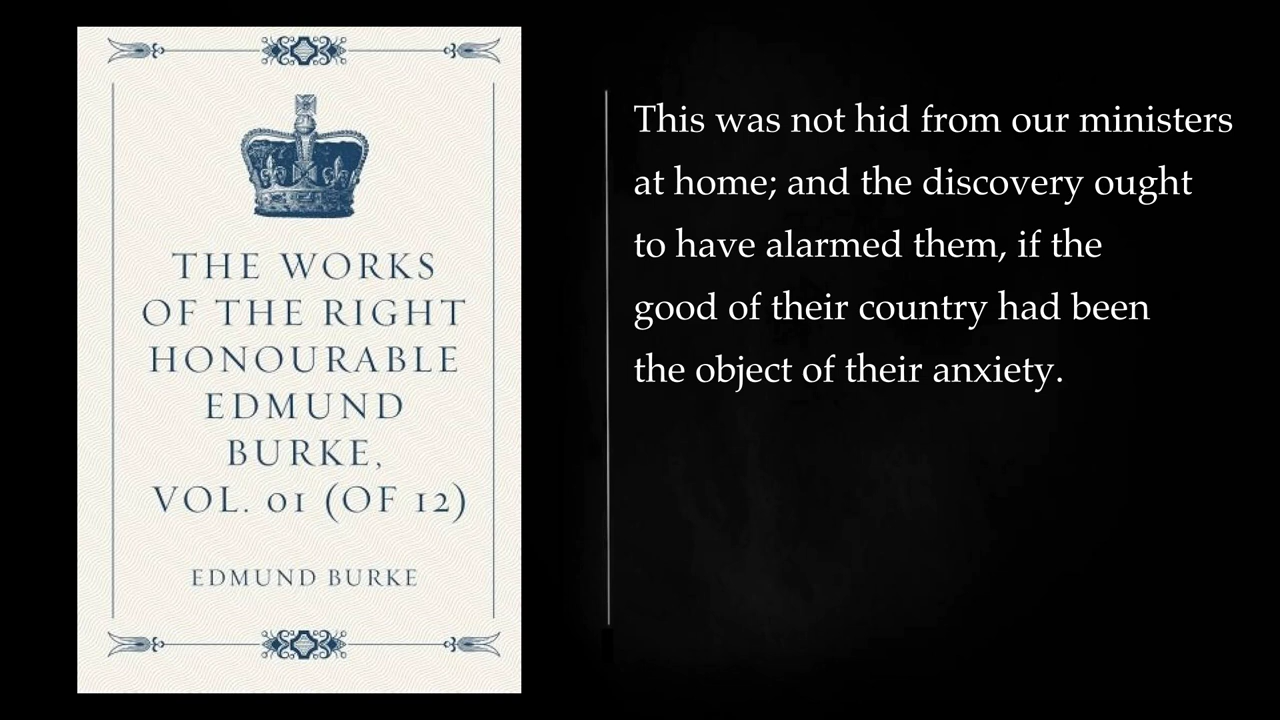 THE WORKS
OF THE RIGHT
HONOURABLE
EDMUND
BURKE,
VOL. 01 (OF 12)
EDMUND BURKE
This was not hid from our ministers
at home; and the discovery ought
to have alarmed them, if the
good of their country had been
the object of their anxiety.